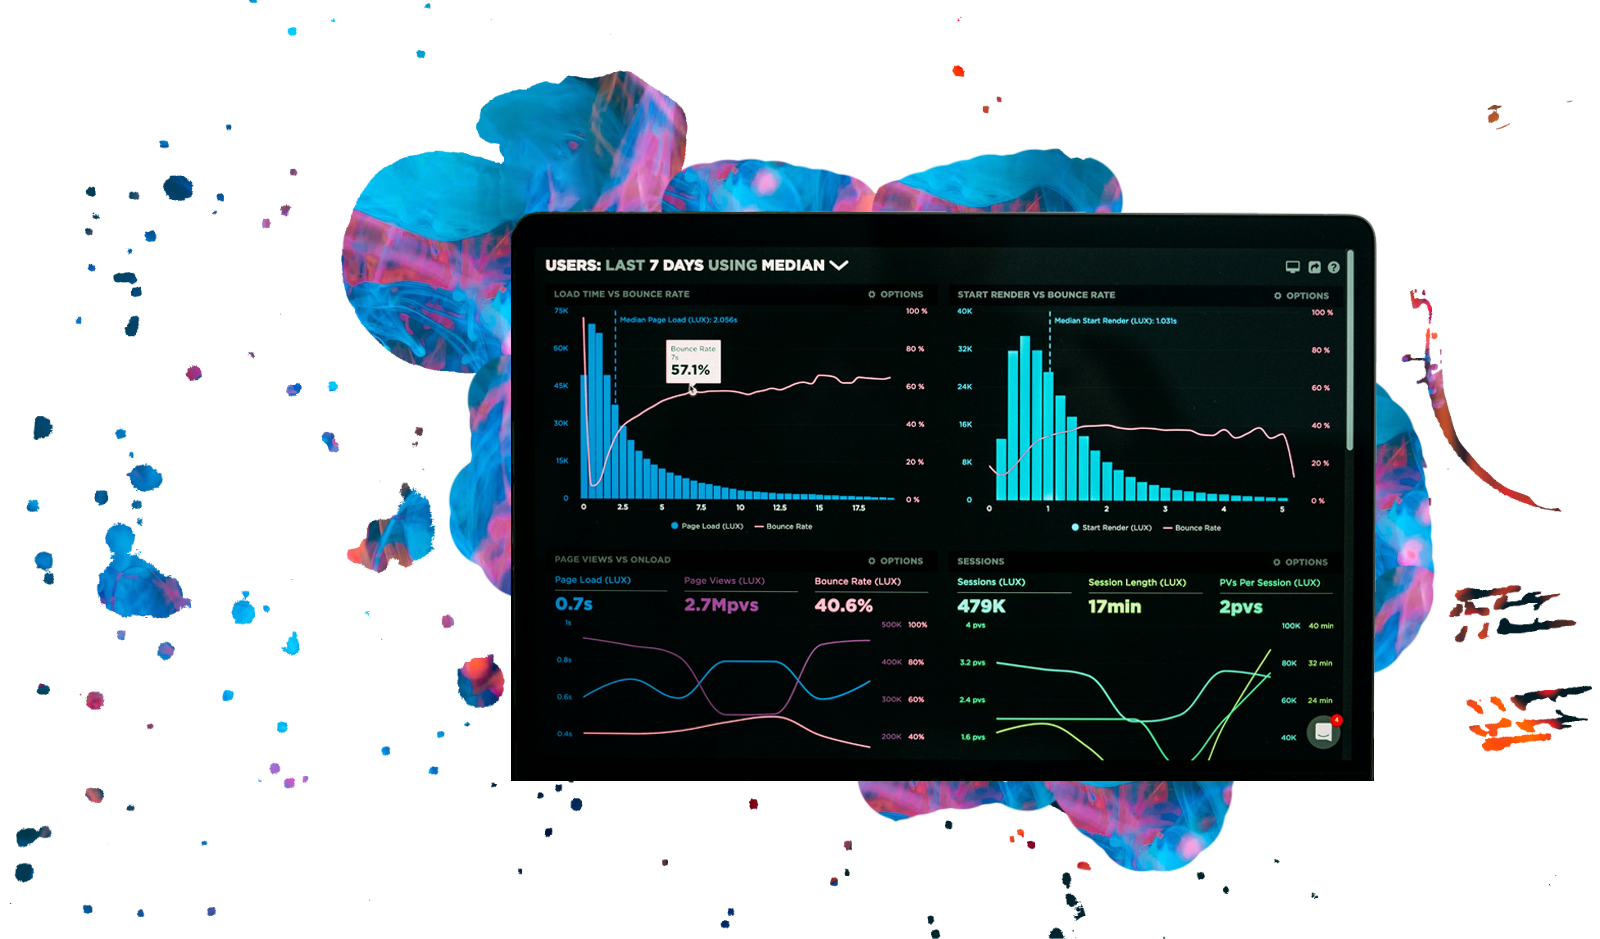 USERS: LAST 7 DAYS USING MEDIAN
LOAD TIME VS BOUNCE RATE
OPTIONS
75K
60K
45K
30K
15K
0
Median Page Load (LUX): 2.056s
Bounce Rate
7s
57.1%
100 %
80 %
60 %
40 %
20 %
0 %
0 2.5 5 7.5 10 12.5 15 17.5
Page Load (LUX) Bounce Rate
START RENDER VS BOUNCE RATE
OPTIONS
40K
32K
24K
16K
8K
0
Median Start Render (LUX): 1.031s
100 %
80 %
60 %
40 %
20 %
0 %
0 1 2 3 4 5
Start Render (LUX) Bounce Rate
PAGE VIEWS VS ONLOAD
OPTIONS
Page Load (LUX) Page Views (LUX) Bounce Rate (LUX)
0.7s 2.7Mpvs 40.6%
1s
0.8s
0.6s
0.4s
500K 100%
400K 80%
300K 60%
200K 40%
SESSIONS
OPTIONS
Sessions (LUX) Session Length (LUX) PVs Per Session (LUX)
479K 17min 2pvs
4 pvs
3.2 pvs
2.4 pvs
1.6 pvs
100K 40 min
80K 32 min
60K 24 min
40K
4